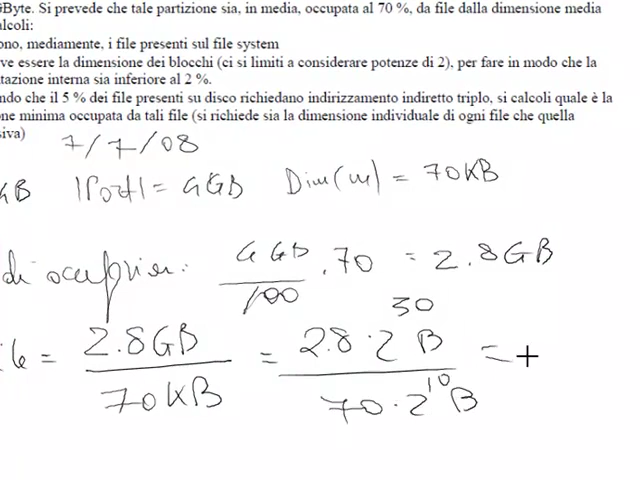 GByte. Si prevede che tale partizione sia, in media, occupata al 70 %, da file dalla dimensione media
alcoli:
ono, mediamente, i file presenti sul file system
ve essere la dimensione dei blocchi (ci si limiti a considerare potenze di 2), per fare in modo che la
tazione interna sia inferiore al 2 %.
ndo che il 5 % dei file presenti su disco richiedano indirizzamento indiretto triplo, si calcoli quale è la
one minima occupata da tali file (si richiede sia la dimensione individuale di ogni file che quella
siva)
7/7/08
GB |Part| = 4GB Dim(m) = 70KB
di 4GB/100 . 70 = 2.8GB
ile = 2.8GB/70KB = 2.8·2^30 B/70·2^10 B =